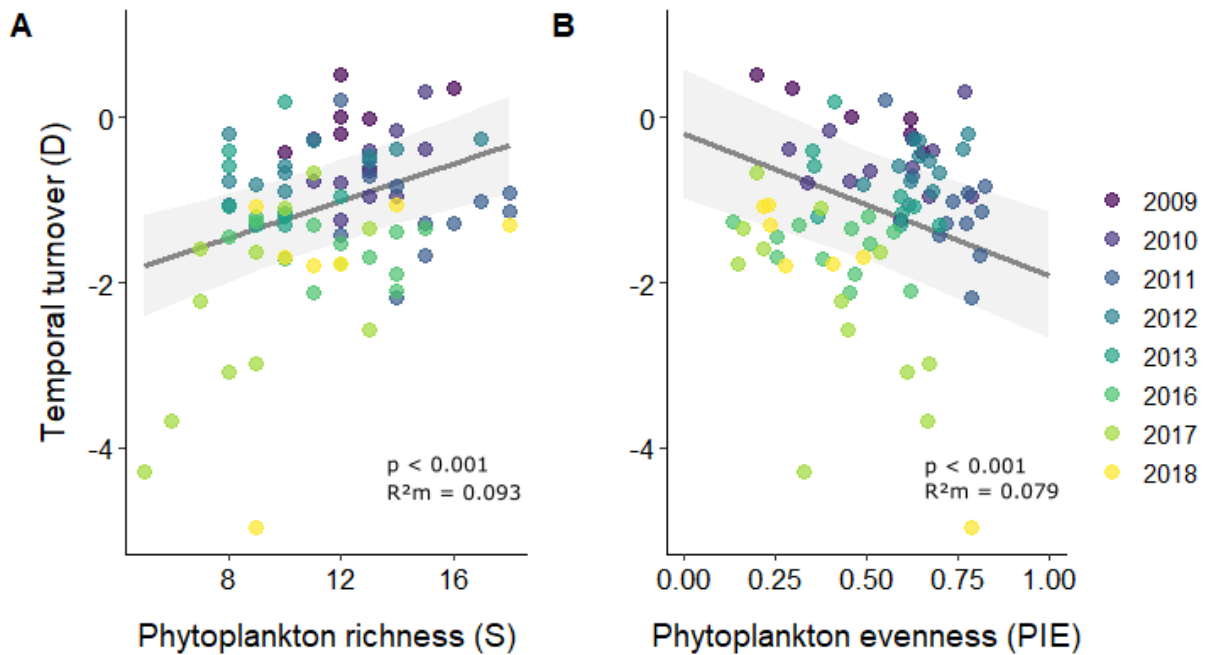 A
B
Temporal turnover (D)
0
-2
-4
8
12
16
Phytoplankton richness (S)
p < 0.001
R²m = 0.093
0
-2
-4
0.00
0.25
0.50
0.75
1.00
Phytoplankton evenness (PIE)
p < 0.001
R²m = 0.079
2009
2010
2011
2012
2013
2016
2017
2018